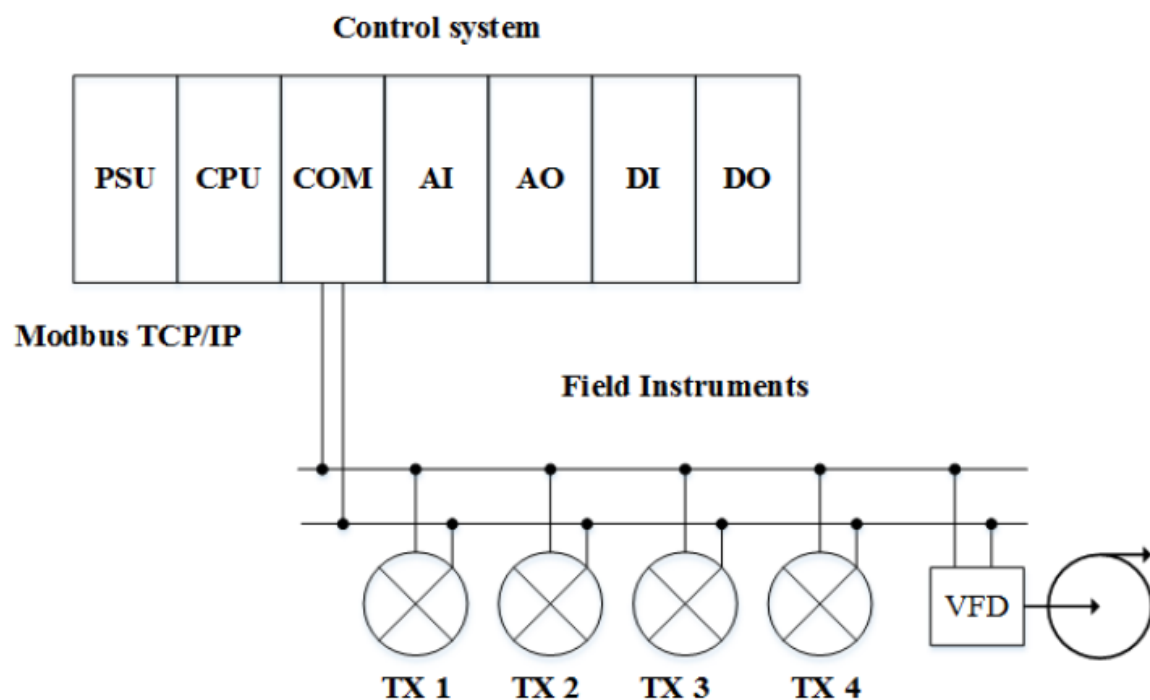 Control system
PSU CPU COM AI AO DI DO
Modbus TCP/IP
Field Instruments
VFD
TX 1 TX 2 TX 3 TX 4